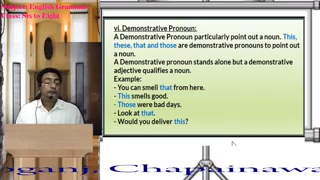 Subject: English Grammar
Class: Six to Eight
vi. Demonstrative Pronoun:
A Demonstrative Pronoun particularly point out a noun. This,
these, that and those are demonstrative pronouns to point out
a noun.
A Demonstrative pronoun stands alone but a demonstrative
adjective qualifies a noun.
Example:
- You can smell that from here.
- This smells good.
- Those were bad days.
- Look at that.
- Would you deliver this?
oganj, Chapainawa